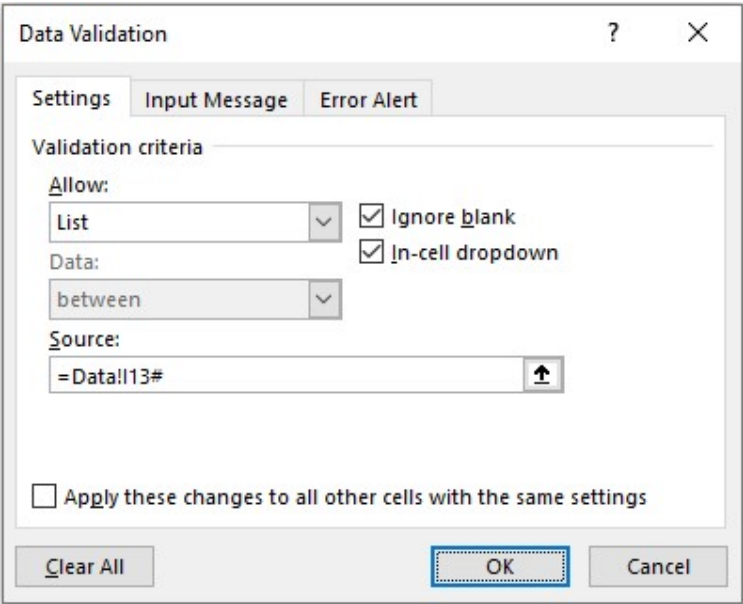 Data Validation ? ×
Settings Input Message Error Alert
Validation criteria
Allow:
List
Ignore blank
In-cell dropdown
Data:
between
Source:
=Data!I13#
Apply these changes to all other cells with the same settings
Clear All OK Cancel